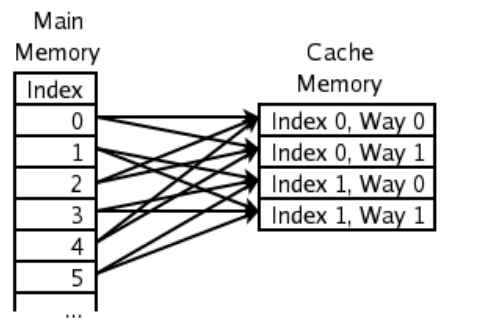 Main
Memory
Index
0
1
2
3
4
5
...
Cache
Memory
Index 0, Way 0
Index 0, Way 1
Index 1, Way 0
Index 1, Way 1